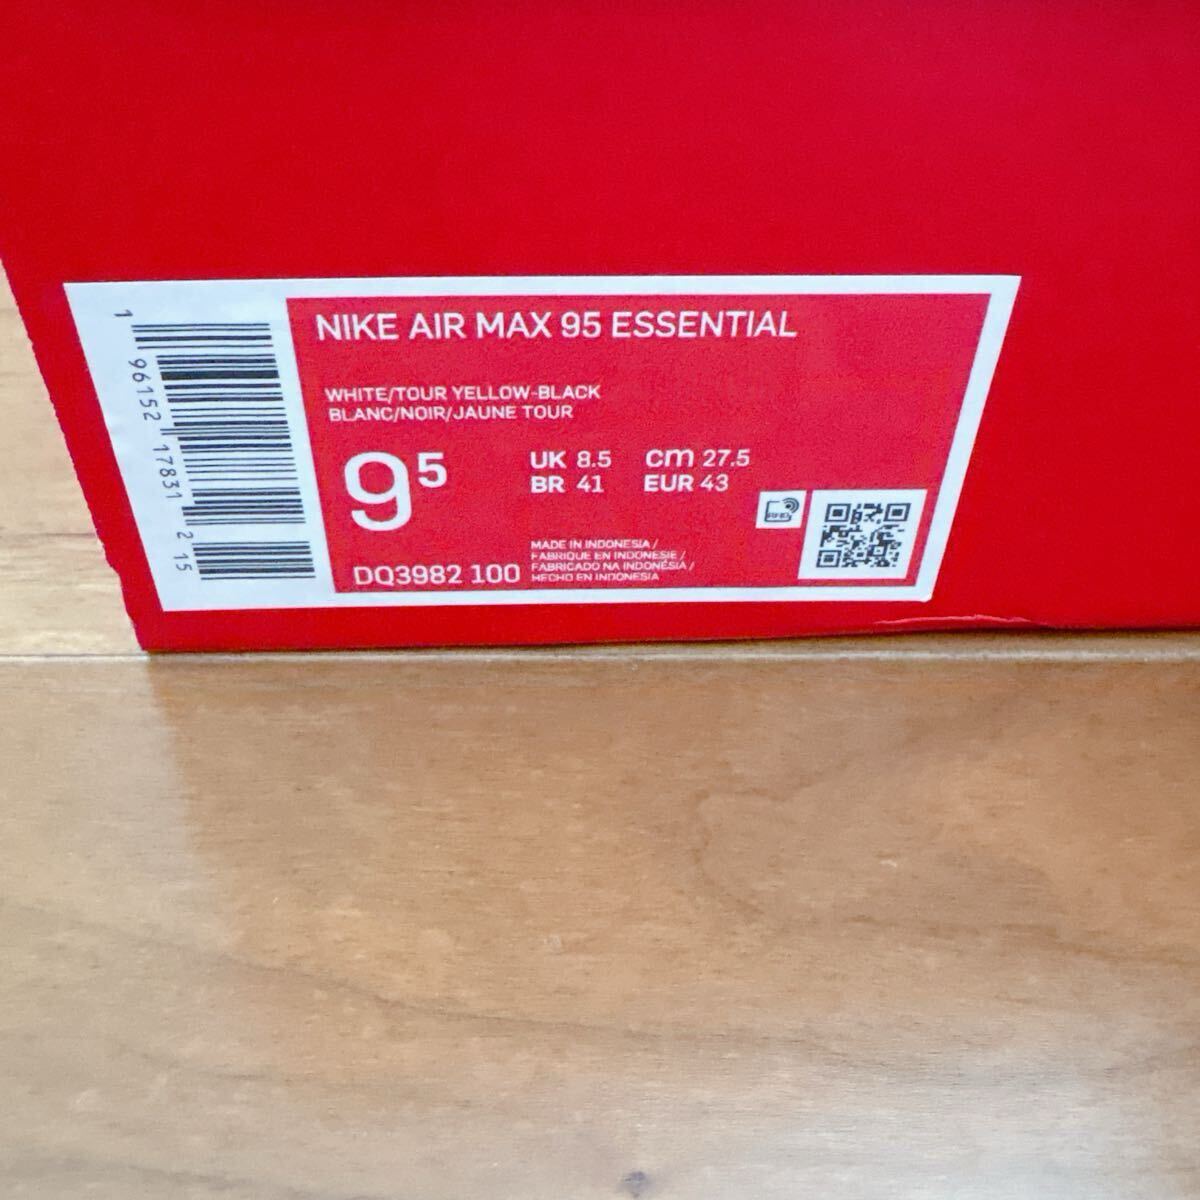 NIKE AIR MAX 95 ESSENTIAL
WHITE/TOUR YELLOW-BLACK
BLANC/NOIR/JAUNE TOUR
9⁵
UK 8.5 cm 27.5
BR 41 EUR 43
DQ3982 100
MADE IN INDONESIA /
FABRIQUE EN INDONESIE /
FABRICADO NA INDONÉSIA /
HECHO EN INDONESIA
RFID
1 96152 17831 2 15